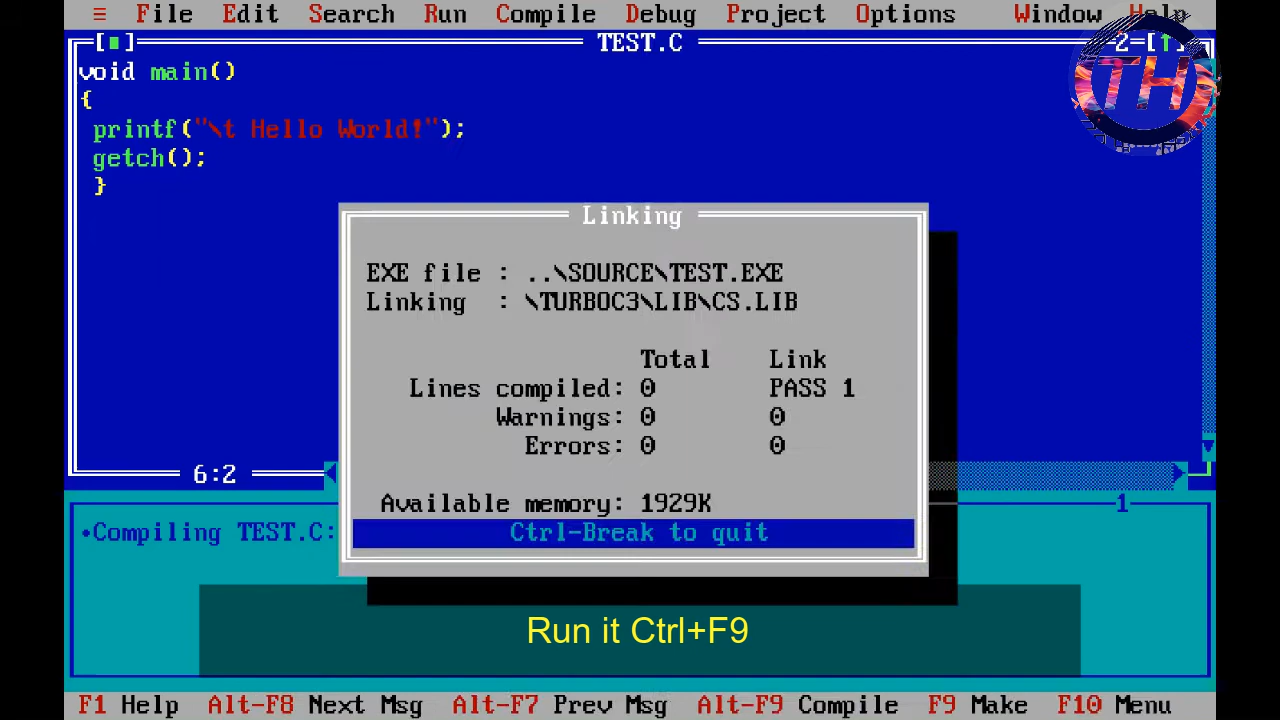 ≡ File Edit Search Run Compile Debug Project Options Window Help
[■] TEST.C 2=[↑]
TH
void main()
{
printf("\t Hello World!");
getch();
}
Linking
EXE file : ..\SOURCE\TEST.EXE
Linking : \TURBOC3\LIB\CS.LIB
Total Link
Lines compiled: 0 PASS 1
Warnings: 0 0
Errors: 0 0
Available memory: 1929K
Ctrl-Break to quit
6:2
1
•Compiling TEST.C:
Run it Ctrl+F9
F1 Help Alt-F8 Next Msg Alt-F7 Prev Msg Alt-F9 Compile F9 Make F10 Menu